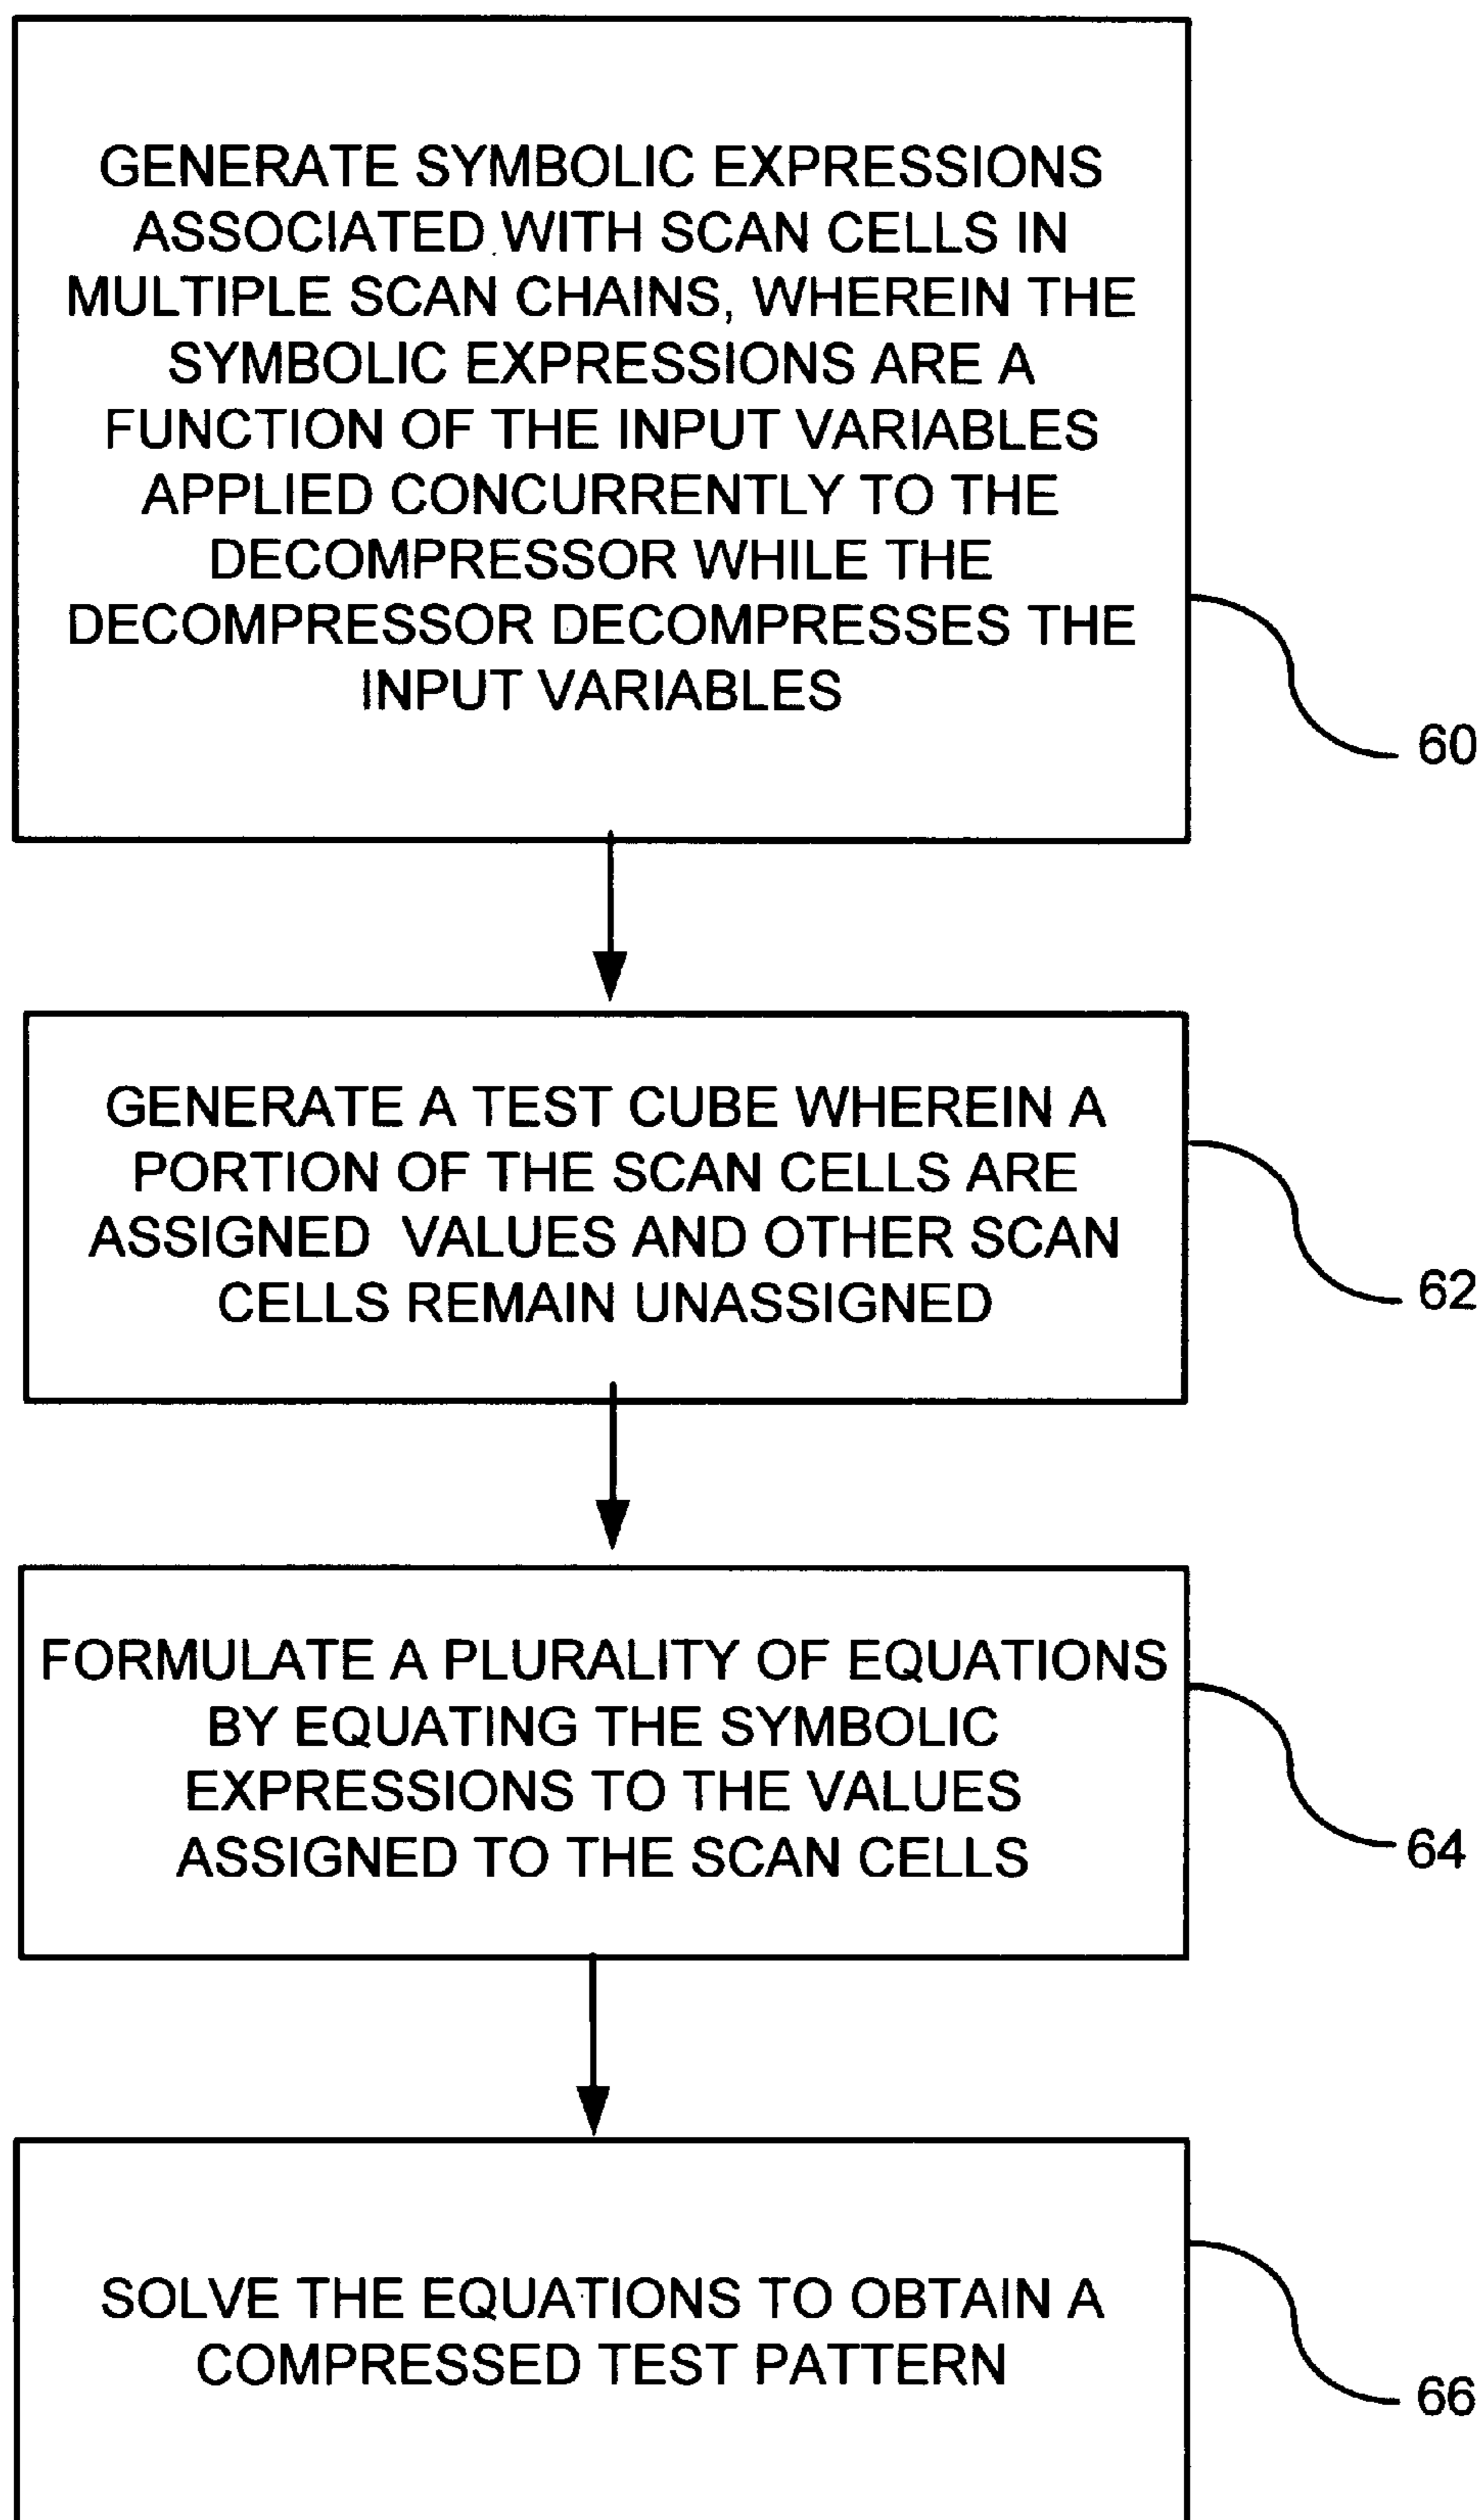 GENERATE SYMBOLIC EXPRESSIONS
ASSOCIATED WITH SCAN CELLS IN
MULTIPLE SCAN CHAINS, WHEREIN THE
SYMBOLIC EXPRESSIONS ARE A
FUNCTION OF THE INPUT VARIABLES
APPLIED CONCURRENTLY TO THE
DECOMPRESSOR WHILE THE
DECOMPRESSOR DECOMPRESSES THE
INPUT VARIABLES
60
GENERATE A TEST CUBE WHEREIN A
PORTION OF THE SCAN CELLS ARE
ASSIGNED VALUES AND OTHER SCAN
CELLS REMAIN UNASSIGNED
62
FORMULATE A PLURALITY OF EQUATIONS
BY EQUATING THE SYMBOLIC
EXPRESSIONS TO THE VALUES
ASSIGNED TO THE SCAN CELLS
64
SOLVE THE EQUATIONS TO OBTAIN A
COMPRESSED TEST PATTERN
66